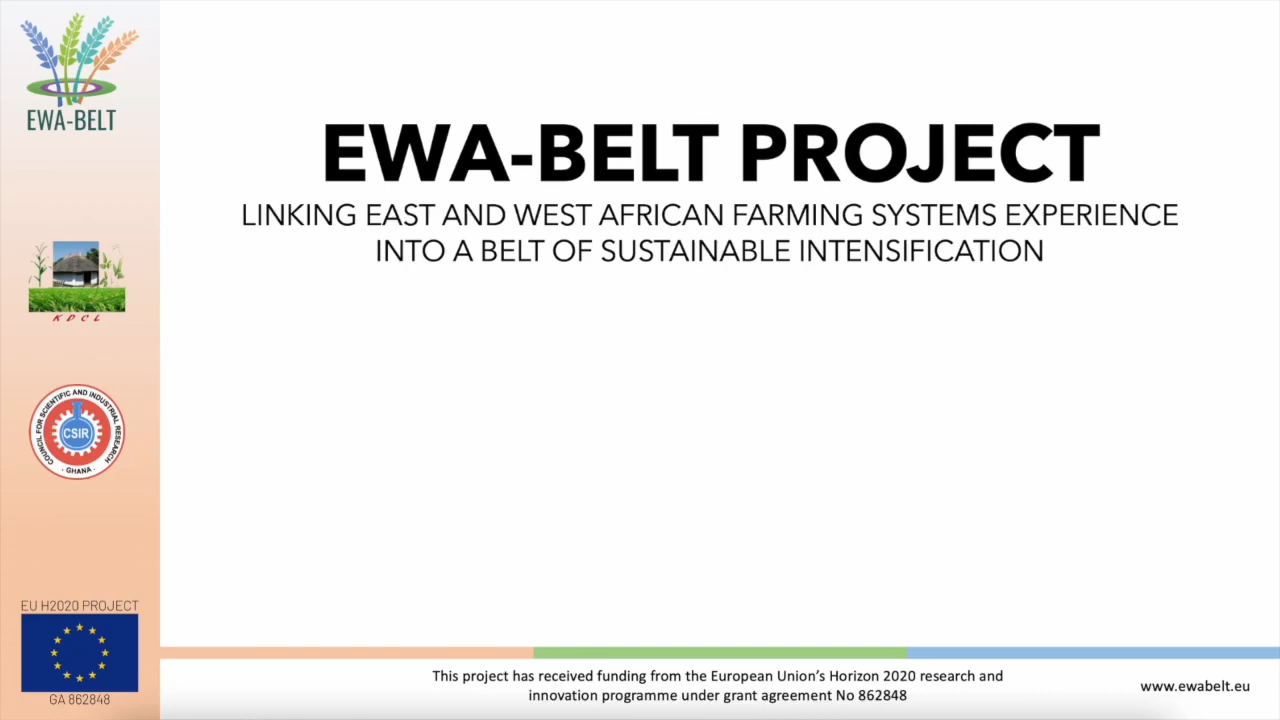 EWA-BELT
KDCL
COUNCIL FOR SCIENTIFIC AND INDUSTRIAL RESEARCH
CSIR
· GHANA ·
EU H2020 PROJECT
GA 862848
EWA-BELT PROJECT
LINKING EAST AND WEST AFRICAN FARMING SYSTEMS EXPERIENCE
INTO A BELT OF SUSTAINABLE INTENSIFICATION
This project has received funding from the European Union’s Horizon 2020 research and
innovation programme under grant agreement No 862848
www.ewabelt.eu